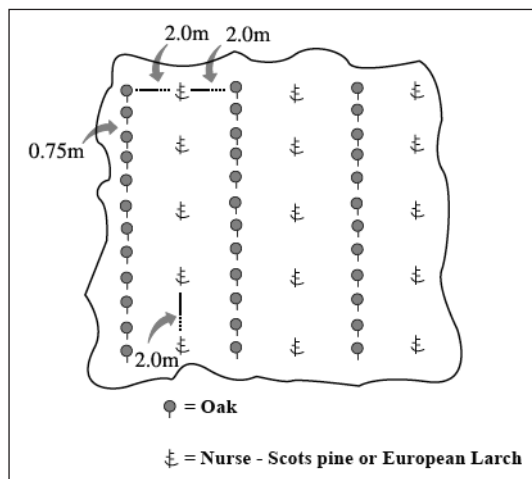 2.0m 2.0m
0.75m
2.0m
= Oak
= Nurse - Scots pine or European Larch